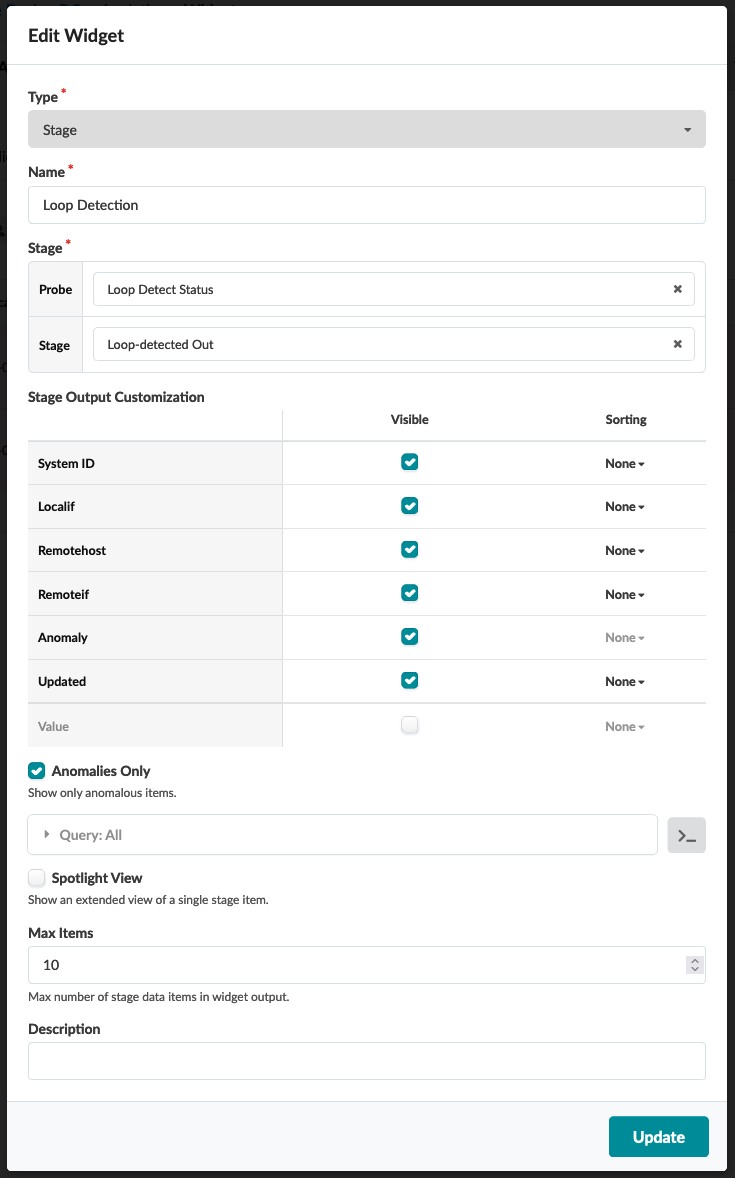 Edit Widget
Type *
Stage
Name *
Loop Detection
Stage *
Probe Loop Detect Status
Stage Loop-detected Out
Stage Output Customization
Visible Sorting
System ID None
Localif None
Remotehost None
Remoteif None
Anomaly None
Updated None
Value None
Anomalies Only
Show only anomalous items.
Query: All >_
Spotlight View
Show an extended view of a single stage item.
Max Items
10
Max number of stage data items in widget output.
Description
Update